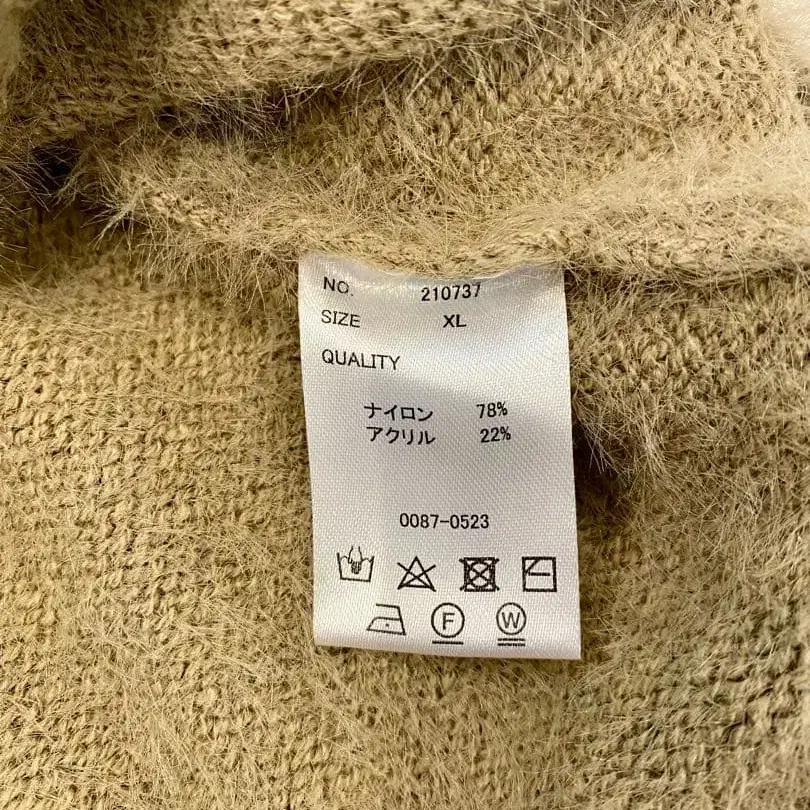 NO. 210737
SIZE XL
QUALITY
ナイロン 78%
アクリル 22%
0087-0523
F W